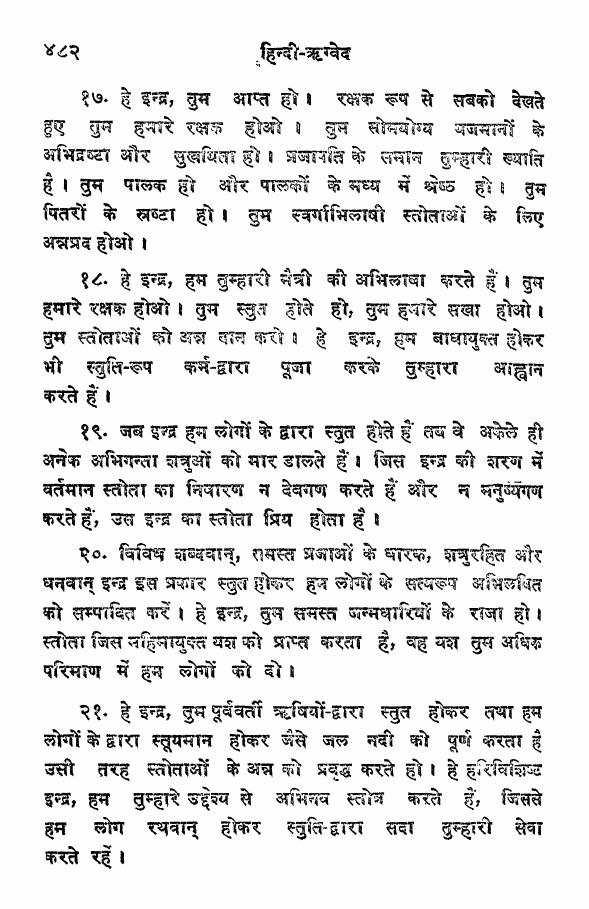 ४८२
हिन्दी-ऋग्वेद
१७. हे इन्द्र, तुम आप्त हो। रक्षक रूप से सबको देखते
हुए तुम हमारे रक्षक होओ। तुम सोमयोग्य यजमानों के
अभिद्रष्टा और सुखयिता हो। प्रजापति के समान तुम्हारी ख्याति
है। तुम पालक हो और पालकों के मध्य में श्रेष्ठ हो। तुम
पितरों के स्रष्टा हो। तुम स्वर्गाभिलाषी स्तोताओं के लिए
अन्नप्रद होओ।
१८. हे इन्द्र, हम तुम्हारी मैत्री की अभिलाषा करते हैं। तुम
हमारे रक्षक होओ। तुम स्तुत होते हो, तुम हमारे सखा होओ।
तुम स्तोताओं को अन्न दान करो। हे इन्द्र, हम बाधायुक्त होकर
भी स्तुति-रूप कर्म-द्वारा पूजा करके तुम्हारा आह्वान
करते हैं।
१९. जब इन्द्र हम लोगों के द्वारा स्तुत होते हैं तब वे अकेले ही
अनेक अभिगन्ता शत्रुओं को मार डालते हैं। जिस इन्द्र की शरण में
वर्तमान स्तोता का निवारण न देवगण करते हैं और न मनुष्यगण
करते हैं, उस इन्द्र का स्तोता प्रिय होता है।
२०. विविध शब्दवान्, समस्त प्रजाओं के धारक, शत्रुरहित और
धनवान् इन्द्र इस प्रकार स्तुत होकर हम लोगों के सत्यरूप अभिलषित
को सम्पादित करें। हे इन्द्र, तुम समस्त जन्मधारियों के राजा हो।
स्तोता जिस महिमायुक्त यश को प्राप्त करता है, वह यश तुम अधिक
परिमाण में हम लोगों को दो।
२१. हे इन्द्र, तुम पूर्ववर्ती ऋषियों-द्वारा स्तुत होकर तथा हम
लोगों के द्वारा स्तूयमान होकर जैसे जल नदी को पूर्ण करता है
उसी तरह स्तोताओं के अन्न को प्रवृद्ध करते हो। हे हरिविशिष्ट
इन्द्र, हम तुम्हारे उद्देश्य से अभिनव स्तोत्र करते हैं, जिससे
हम लोग रथवान् होकर स्तुति-द्वारा सदा तुम्हारी सेवा
करते रहें।